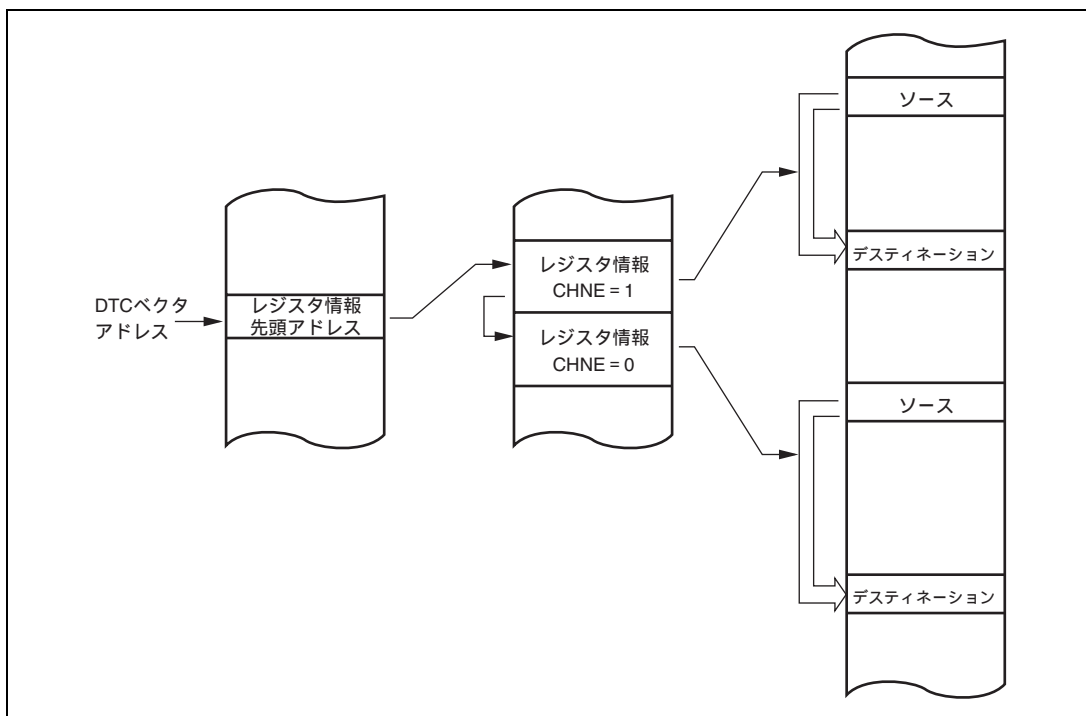 DTCベクタ
アドレス
レジスタ情報
先頭アドレス
レジスタ情報
CHNE = 1
レジスタ情報
CHNE = 0
ソース
デスティネーション
ソース
デスティネーション